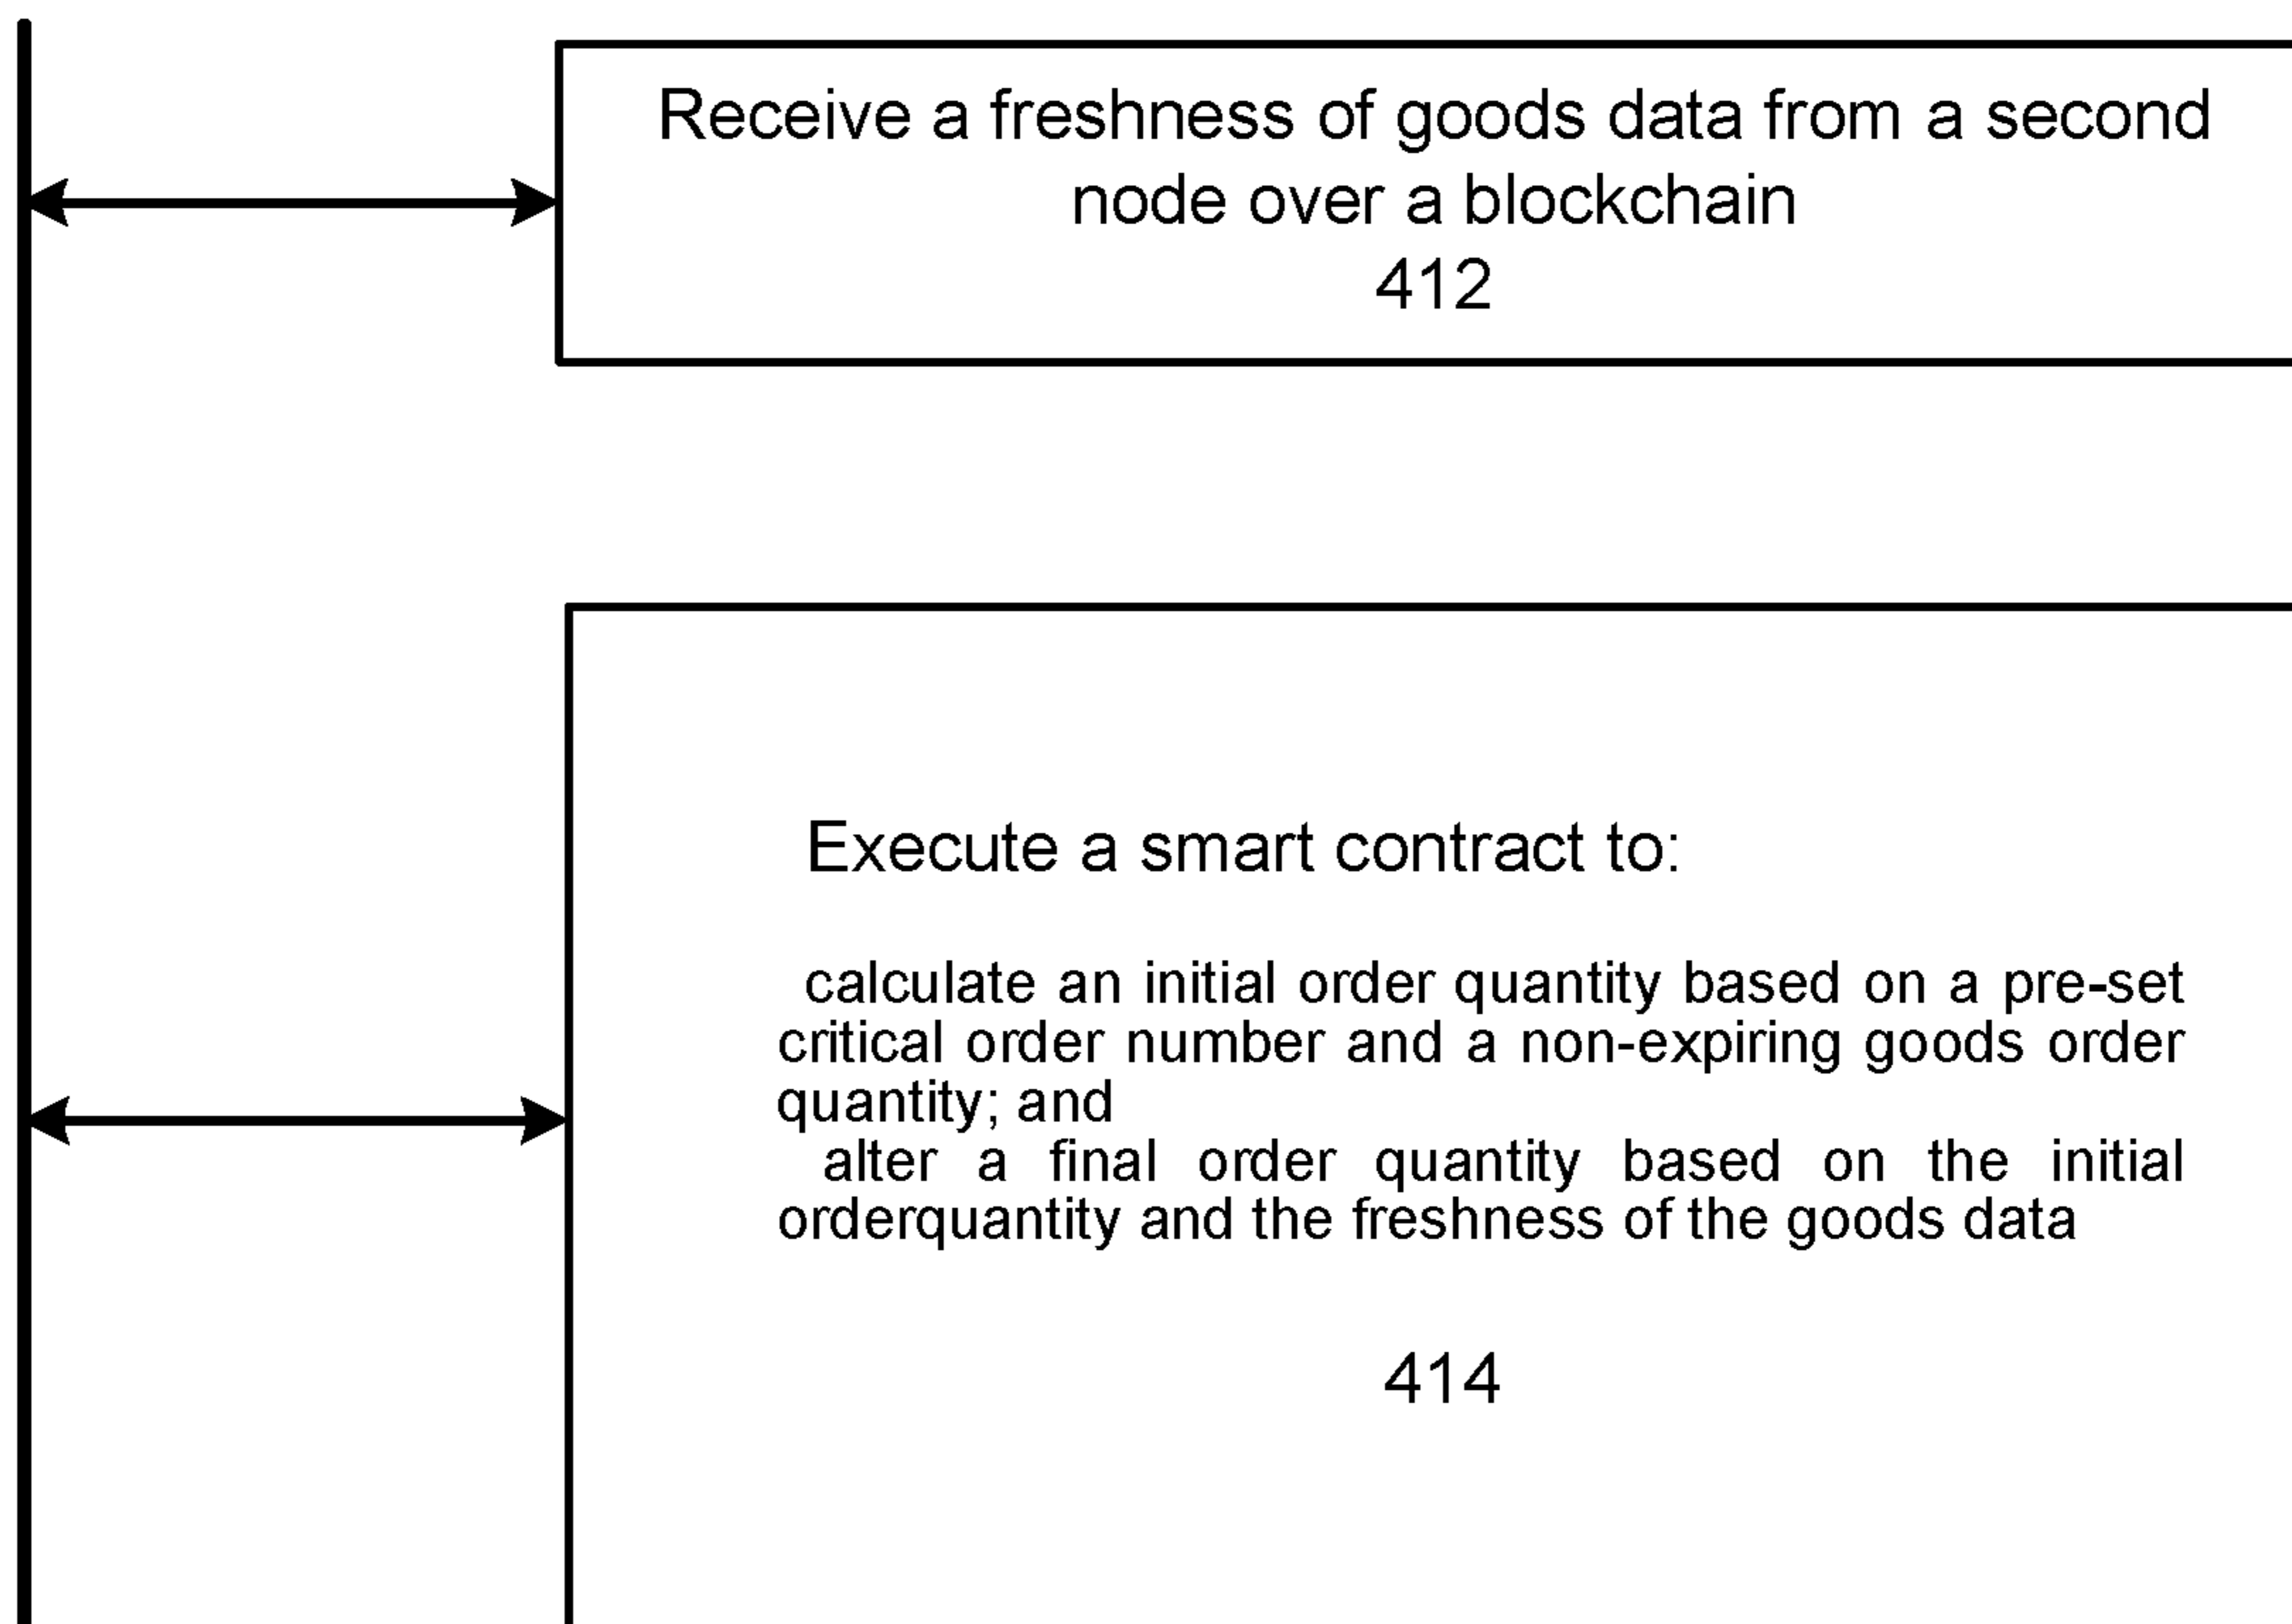 Receive a freshness of goods data from a second
node over a blockchain
412
Execute a smart contract to:
calculate an initial order quantity based on a pre-set
critical order number and a non-expiring goods order
quantity; and
alter a final order quantity based on the initial
orderquantity and the freshness of the goods data
414